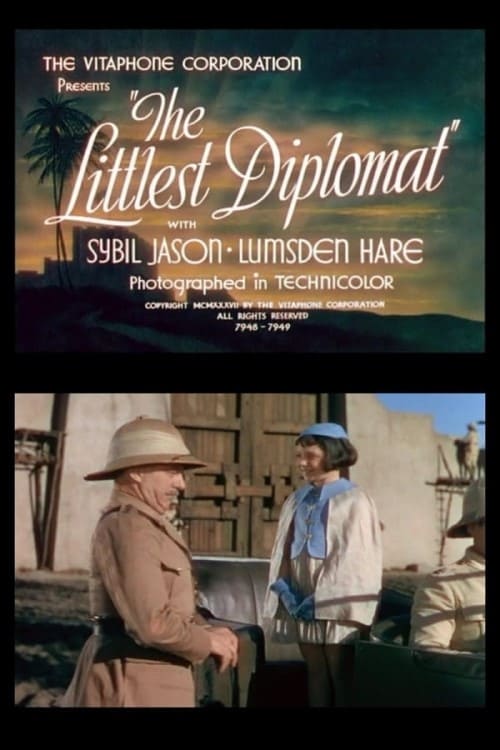 THE VITAPHONE CORPORATION
PRESENTS
"The
Littlest Diplomat"
WITH
SYBIL JASON · LUMSDEN HARE
Photographed in TECHNICOLOR
COPYRIGHT MCMXXXVII BY THE VITAPHONE CORPORATION
ALL RIGHTS RESERVED
7948 - 7949